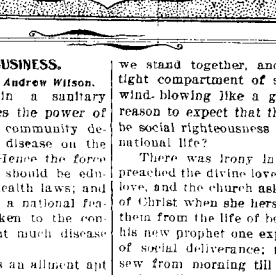 BUSINESS.
Andrew Wilson.
in a sanitary
es the power of
community de-
disease on the
the force
should be edu-
ealth laws; and
a national
ken to the con-
t much disease
s an ailment apt
we stand together, and
tight compartment of s
wind- blowing like a g
reason to expect that th
be social righteousness
national life?
There was irony in
preached the divine love
love, and the church ask
of Christ when she hers
them from the life of be
his new prophet one exp
of social deliverance;
sew from morning till